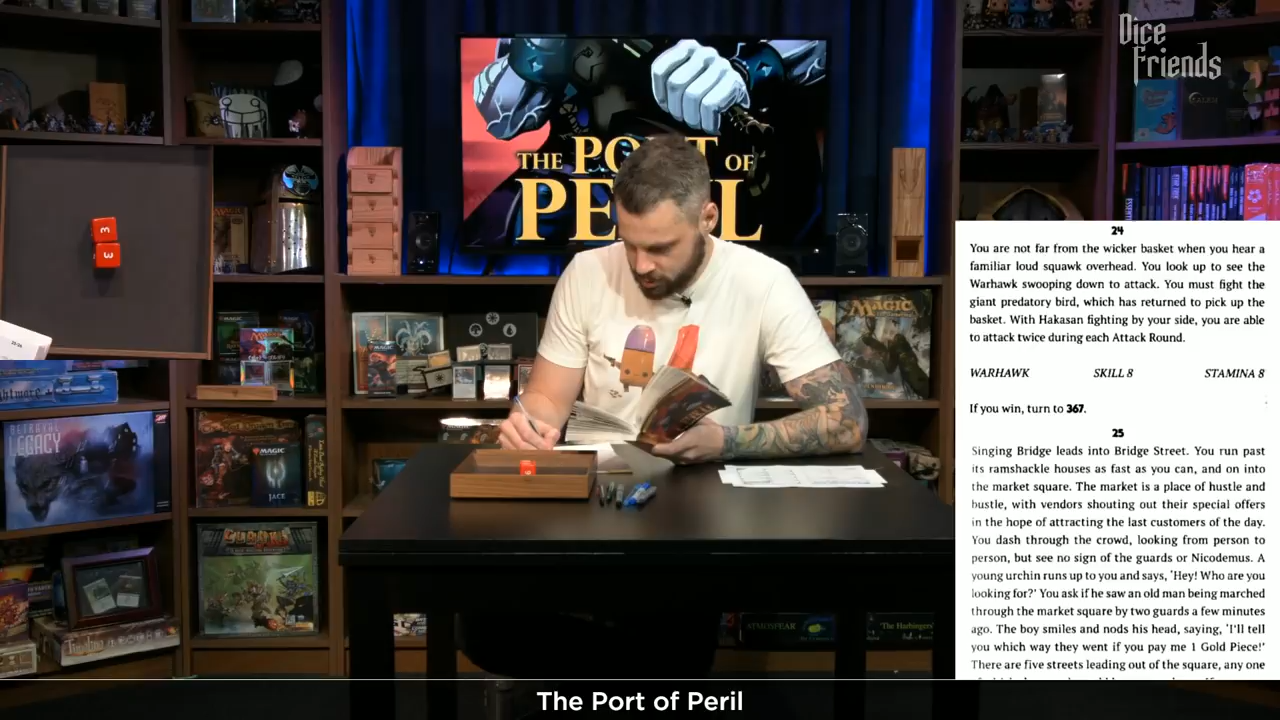 Dice
Friends
THE PORT OF
PERIL
24
You are not far from the wicker basket when you hear a
familiar loud squawk overhead. You look up to see the
Warhawk swooping down to attack. You must fight the
giant predatory bird, which has returned to pick up the
basket. With Hakasan fighting by your side, you are able
to attack twice during each Attack Round.
WARHAWK SKILL 8 STAMINA 8
If you win, turn to 367.
25
Singing Bridge leads into Bridge Street. You run past
its ramshackle houses as fast as you can, and on into
the market square. The market is a place of hustle and
bustle, with vendors shouting out their special offers
in the hope of attracting the last customers of the day.
You dash through the crowd, looking from person to
person, but see no sign of the guards or Nicodemus. A
young urchin runs up to you and says, 'Hey! Who are you
looking for?' You ask if he saw an old man being marched
through the market square by two guards a few minutes
ago. The boy smiles and nods his head, saying, 'I'll tell
you which way they went if you pay me 1 Gold Piece!'
There are five streets leading out of the square, any one
MAGIC
BETRAYAL
LEGACY
MAGIC
JACE
ATMOSFEAR
'The Harbingers'
3
3
The Port of Peril